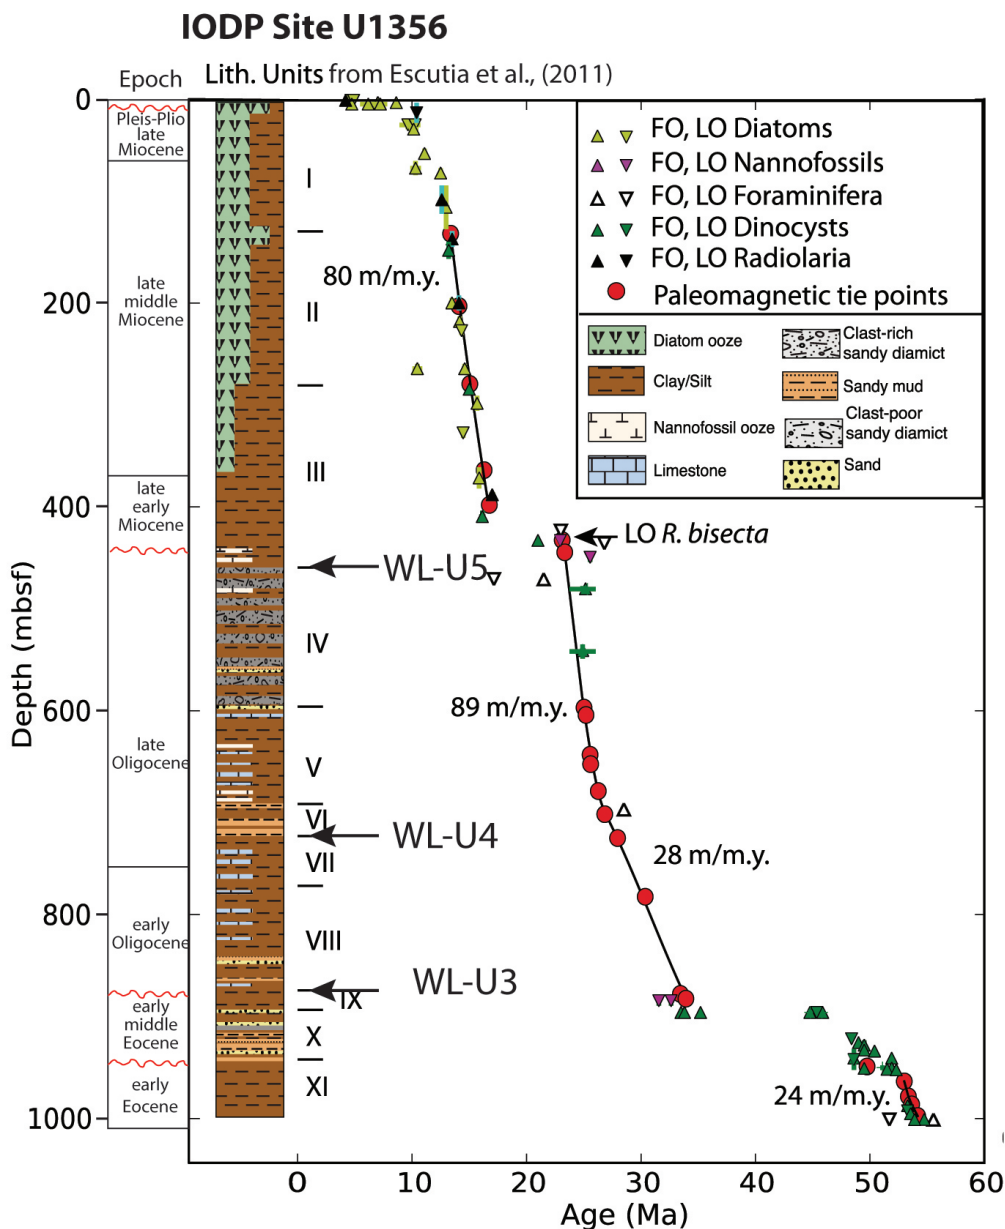 IODP Site U1356
Epoch
Lith. Units from Escutia et al., (2011)
0
200
400
600
800
1000
Depth (mbsf)
Pleis-Plio
late
Miocene
late
middle
Miocene
late
early
Miocene
late
Oligocene
early
Oligocene
early
middle
Eocene
early
Eocene
I
II
III
IV
V
VI
VII
VIII
IX
X
XI
WL-U5
WL-U4
WL-U3
80 m/m.y.
89 m/m.y.
28 m/m.y.
24 m/m.y.
LO R. bisecta
FO, LO Diatoms
FO, LO Nannofossils
FO, LO Foraminifera
FO, LO Dinocysts
FO, LO Radiolaria
Paleomagnetic tie points
Diatom ooze
Clay/Silt
Nannofossil ooze
Limestone
Clast-rich
sandy diamict
Sandy mud
Clast-poor
sandy diamict
Sand
0
10
20
30
40
50
60
Age (Ma)